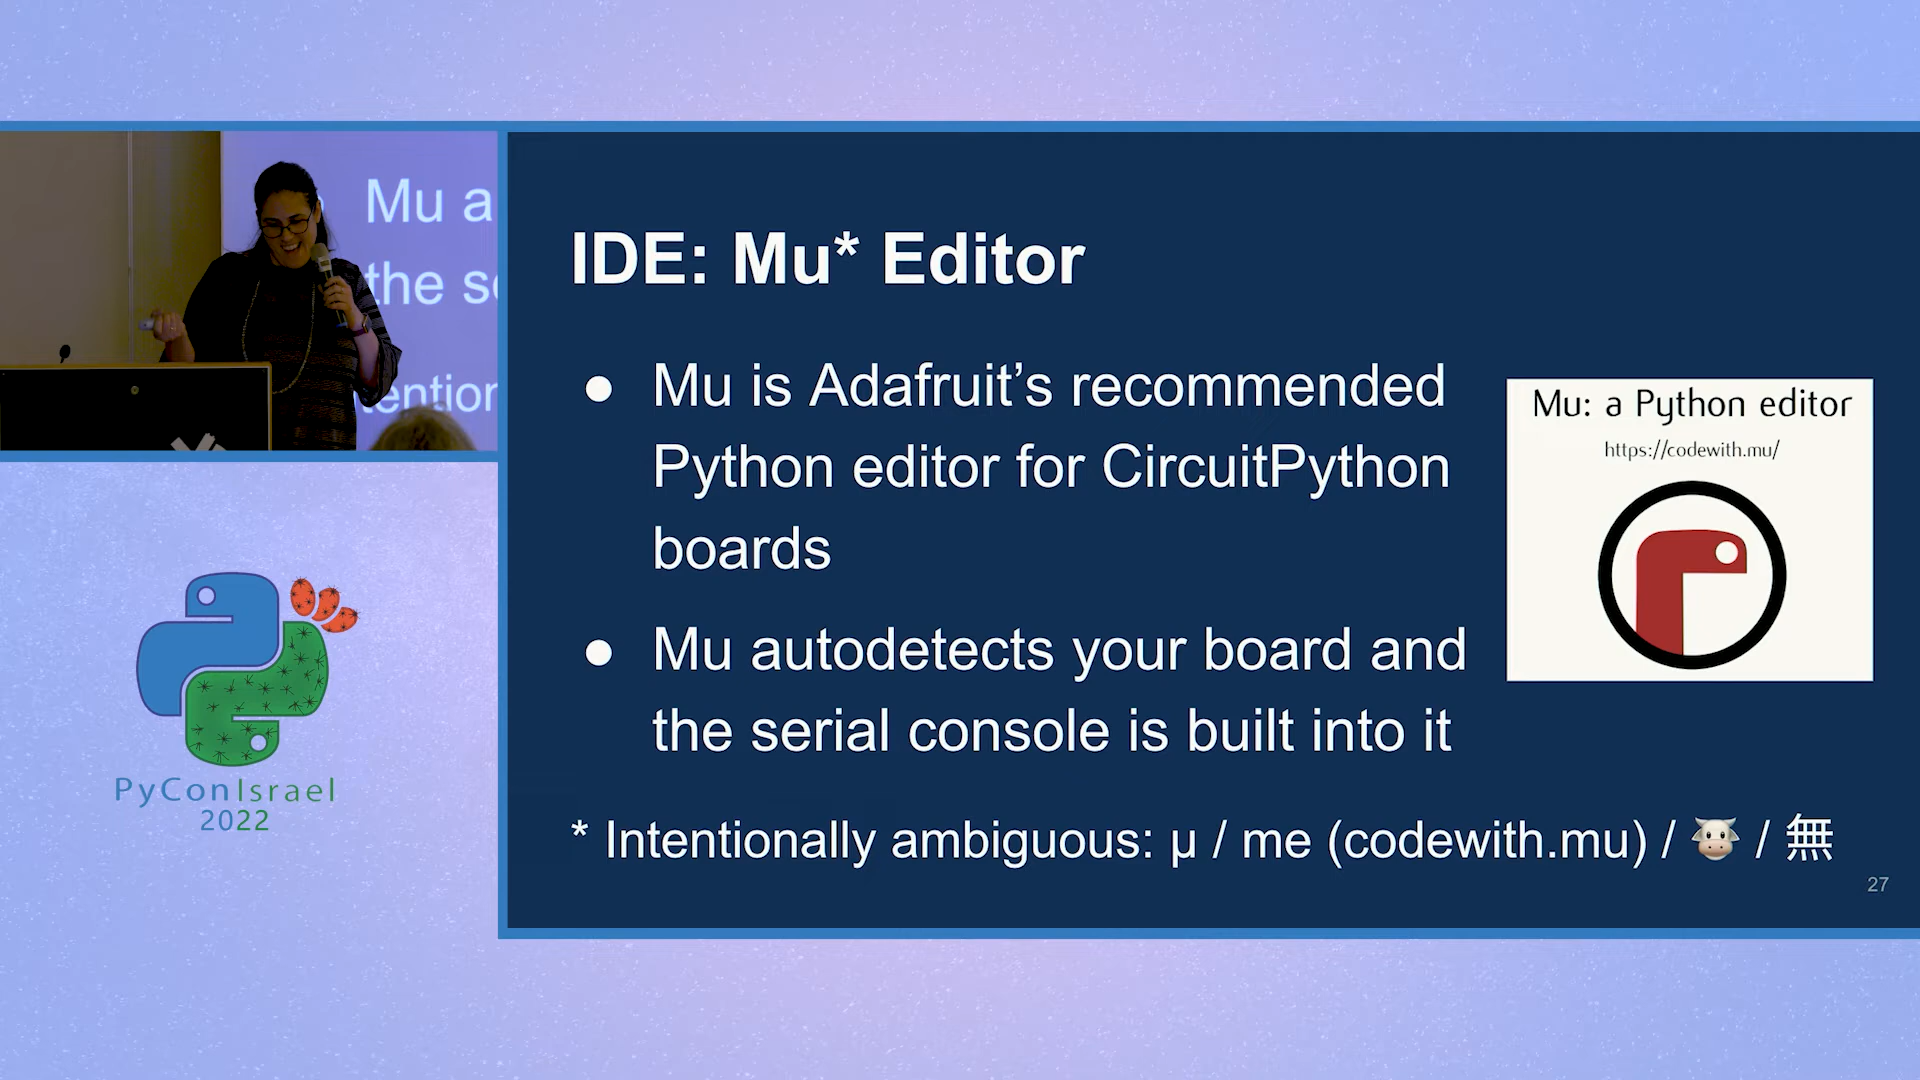 Mu a
the se
tention
PyConIsrael
2022
IDE: Mu* Editor
● Mu is Adafruit’s recommended
Python editor for CircuitPython
boards
● Mu autodetects your board and
the serial console is built into it
Mu: a Python editor
https://codewith.mu/
* Intentionally ambiguous: μ / me (codewith.mu) / 🐮 / 無
27